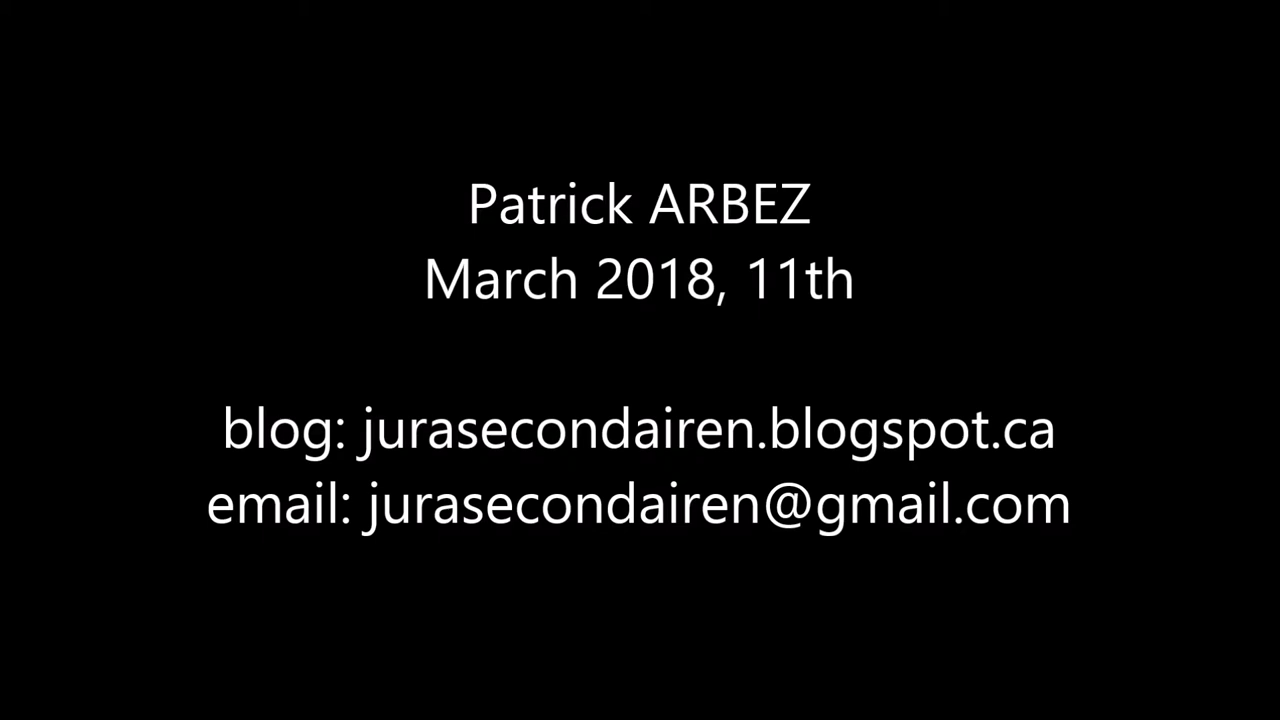 Patrick ARBEZ
March 2018, 11th
blog: jurasecondairen.blogspot.ca
email: jurasecondairen@gmail.com